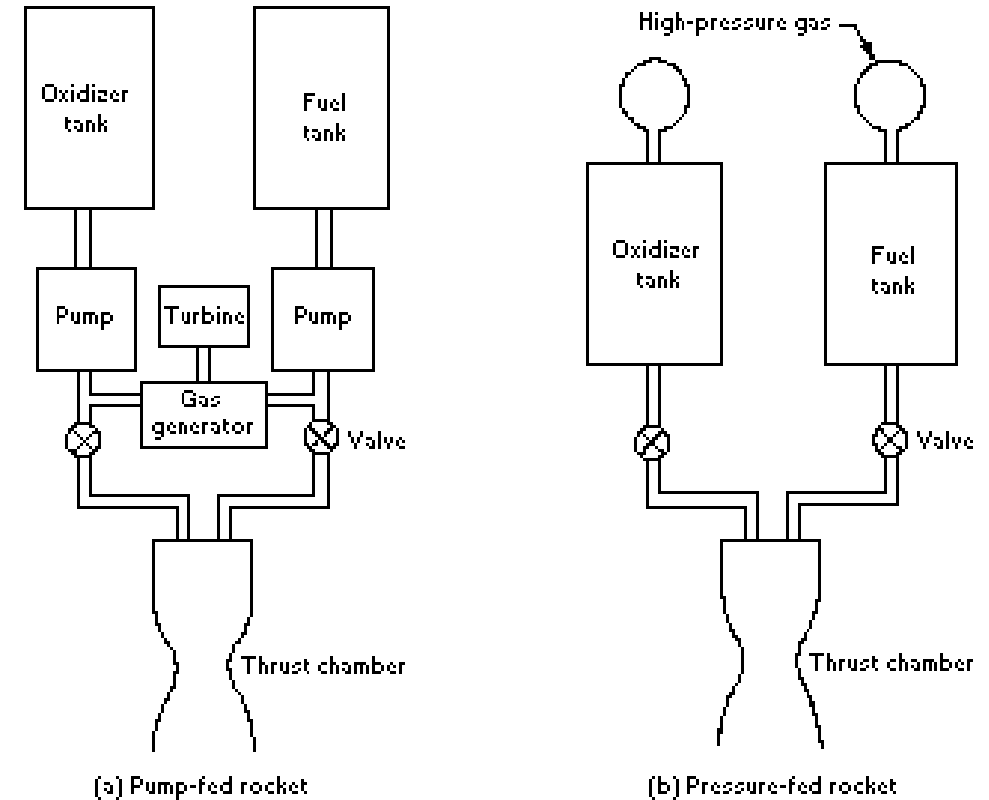 Oxidizer
tank
Fuel
tank
Pump
Turbine
Pump
Gas
generator
Valve
Thrust chamber
(a) Pump-fed rocket
High-pressure gas
Oxidizer
tank
Fuel
tank
Valve
Thrust chamber
(b) Pressure-fed rocket